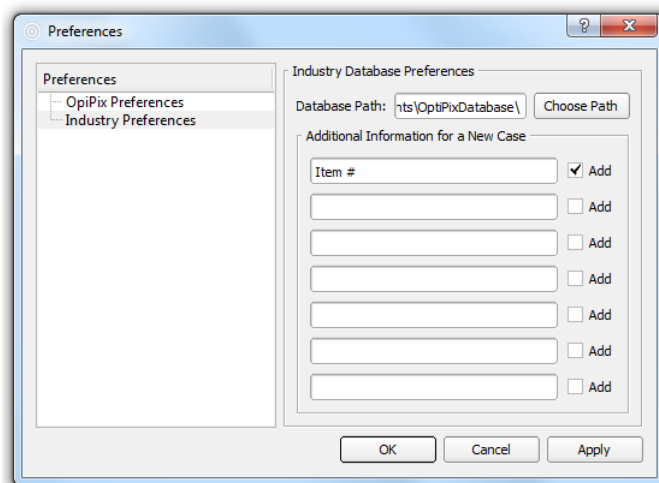 Preferences
Preferences
OpiPix Preferences
Industry Preferences
Industry Database Preferences
Database Path: nts\OptiPixDatabase\ Choose Path
Additional Information for a New Case
Item # Add
Add
Add
Add
Add
Add
Add
OK Cancel Apply